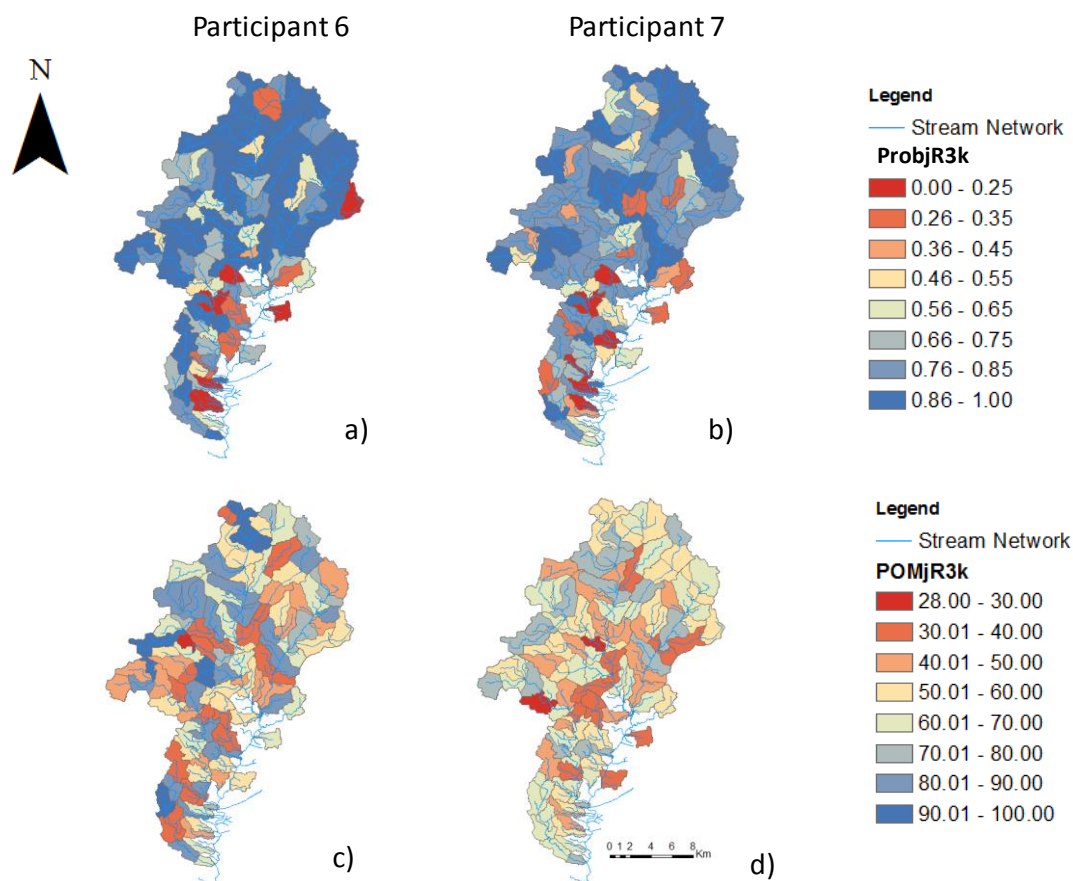 Participant 6
Participant 7
N
a)
b)
Legend
Stream Network
ProbjR3k
0.00 - 0.25
0.26 - 0.35
0.36 - 0.45
0.46 - 0.55
0.56 - 0.65
0.66 - 0.75
0.76 - 0.85
0.86 - 1.00
c)
d)
0 1 2 4 6 8
Km
Legend
Stream Network
POMjR3k
28.00 - 30.00
30.01 - 40.00
40.01 - 50.00
50.01 - 60.00
60.01 - 70.00
70.01 - 80.00
80.01 - 90.00
90.01 - 100.00